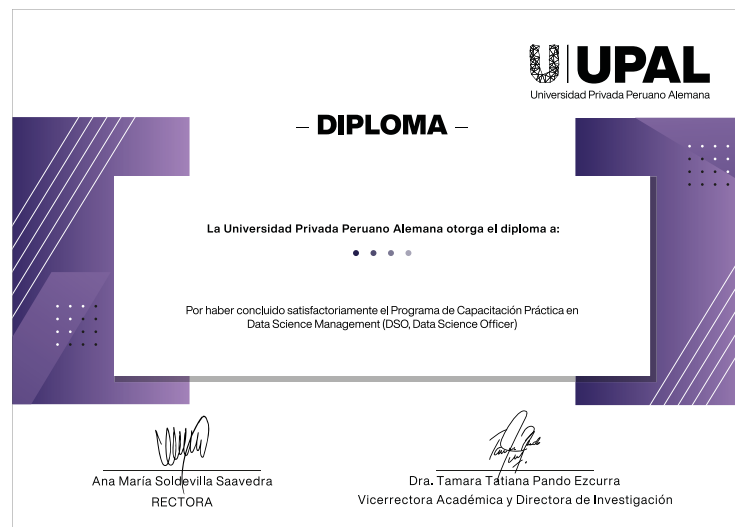 UPAL
Universidad Privada Peruano Alemana
– DIPLOMA –
La Universidad Privada Peruano Alemana otorga el diploma a:
Por haber concluido satisfactoriamente el Programa de Capacitación Práctica en
Data Science Management (DSO, Data Science Officer)
Ana María Soldevilla Saavedra
RECTORA
Dra. Tamara Tatiana Pando Ezcurra
Vicerrectora Académica y Directora de Investigación